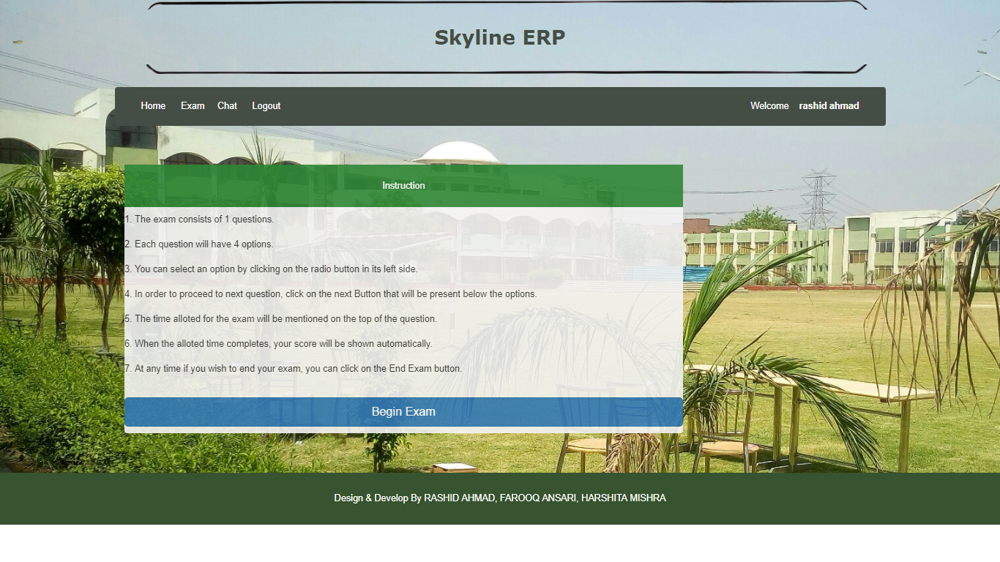 Skyline ERP
Home Exam Chat Logout Welcome rashid ahmad
Instruction
1. The exam consists of 1 questions.
2. Each question will have 4 options.
3. You can select an option by clicking on the radio button in its left side.
4. In order to proceed to next question, click on the next Button that will be present below the options.
5. The time alloted for the exam will be mentioned on the top of the question.
6. When the alloted time completes, your score will be shown automatically.
7. At any time if you wish to end your exam, you can click on the End Exam button.
Begin Exam
Design & Develop By RASHID AHMAD, FAROOQ ANSARI, HARSHITA MISHRA